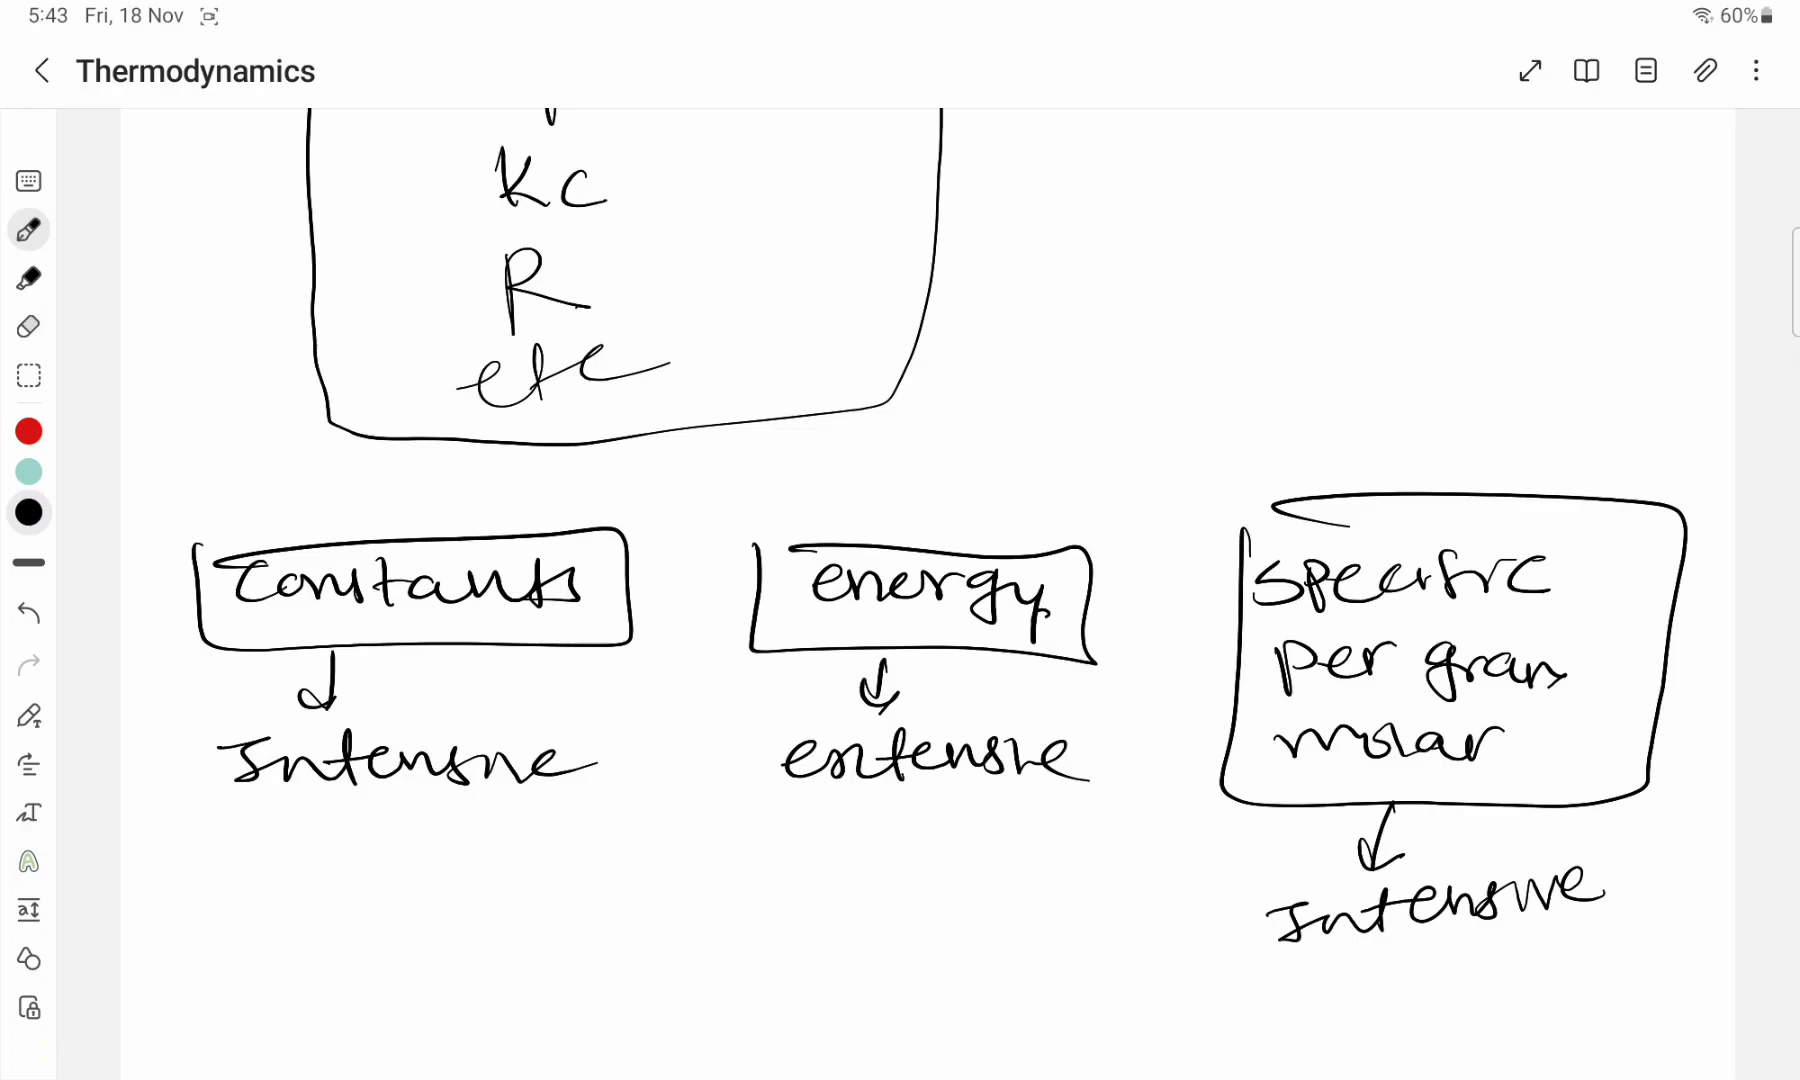 5:43 Fri, 18 Nov
60%
Thermodynamics
Kc
R
etc
Constants
energy
specific
per gram
molar
Intensive
extensive
Intensive